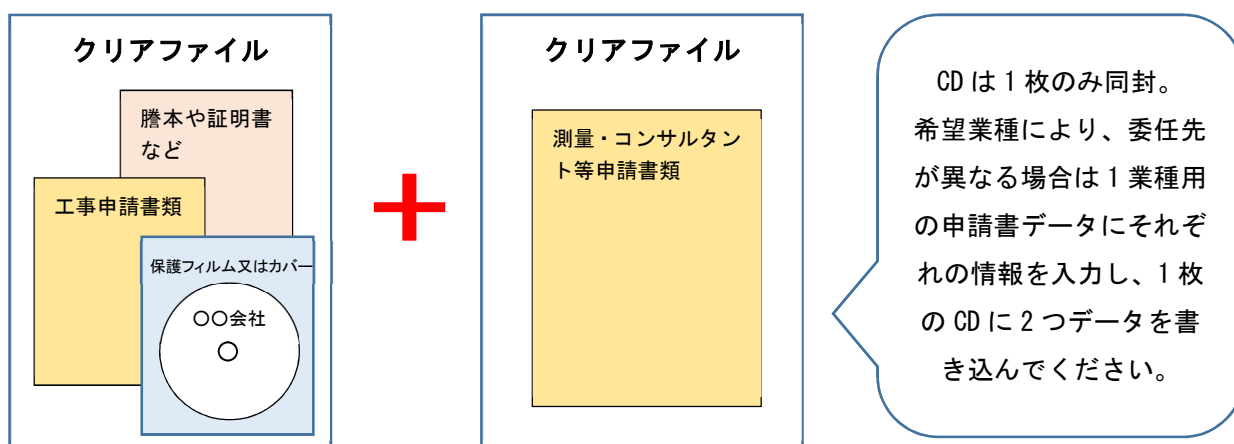 クリアファイル
謄本や証明書
など
工事申請書類
保護フィルム又はカバー
〇〇会社
クリアファイル
測量・コンサルタン
ト等申請書類
CDは1枚のみ同封。
希望業種により、委任先
が異なる場合は1業種用
の申請書データにそれぞ
れの情報を入力し、1枚
のCDに2つデータを書
き込んでください。